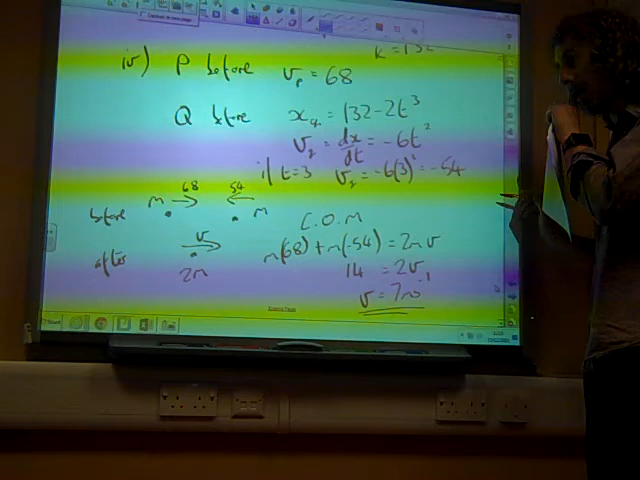 k = 132
iv) P before v_p = 68
Q before x_q = 132 - 2t³
v_q = dx/dt = -6t²
if t=3 v_q = -6(3)² = -54
before m 68 → ← 54 m
C.O.M
after v → 2m
m(68) + m(-54) = 2mv
14 = 2v
v = 7ms⁻¹